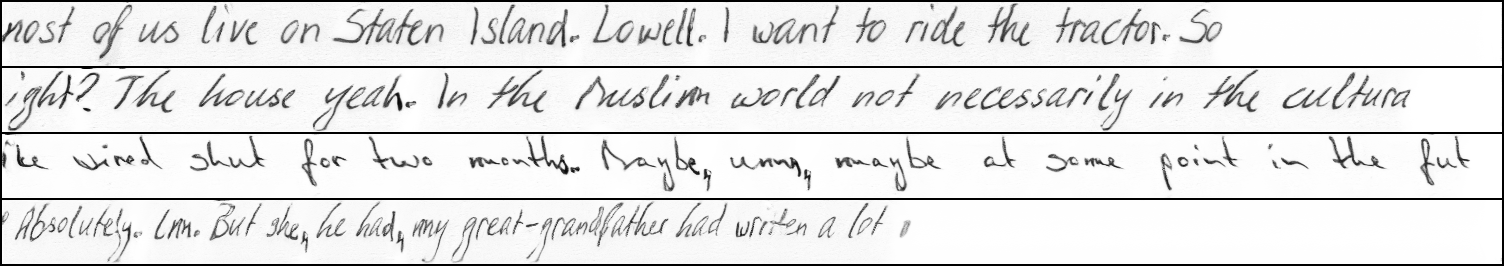 most of us live on Staten Island. Lowell. I want to ride the tractor. So
ight? The house yeah. In the Muslim world not necessarily in the cultura
ike wired shut for two months. Maybe, umm, maybe at some point in the fut
Absolutely. Umm. But she, he had, my great-grandfather had written a lot